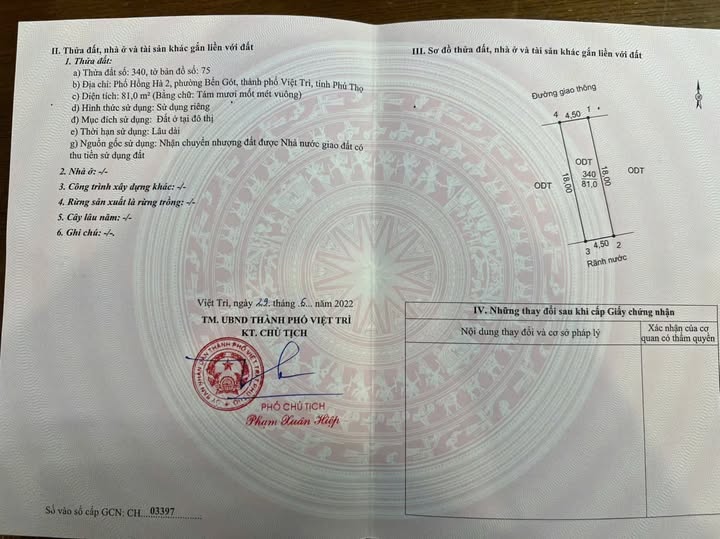 II. Thửa đất, nhà ở và tài sản khác gắn liền với đất
1. Thửa đất:
a) Thửa đất số: 340, tờ bản đồ số: 75
b) Địa chỉ: Phố Hồng Hà 2, phường Bến Gót, thành phố Việt Trì, tỉnh Phú Thọ
c) Diện tích: 81,0 m² (Bằng chữ: Tám mươi mốt mét vuông)
d) Hình thức sử dụng: Sử dụng riêng
đ) Mục đích sử dụng: Đất ở tại đô thị
e) Thời hạn sử dụng: Lâu dài
g) Nguồn gốc sử dụng: Nhận chuyển nhượng đất được Nhà nước giao đất có
thu tiền sử dụng đất
2. Nhà ở: -/-
3. Công trình xây dựng khác: -/-
4. Rừng sản xuất là rừng trồng: -/-
5. Cây lâu năm: -/-
6. Ghi chú: -/-.
Việt Trì, ngày 29. tháng .6... năm 2022
TM. UBND THÀNH PHỐ VIỆT TRÌ
KT. CHỦ TỊCH
PHÓ CHỦ TỊCH
Phạm Xuân Hiệp
Số vào sổ cấp GCN: CH....03397
III. Sơ đồ thửa đất, nhà ở và tài sản khác gắn liền với đất
Đường giao thông
4 4,50 1
ODT
340
81,0
18,00
18,00
ODT
ODT
3 4,50 2
Rãnh nước
IV. Những thay đổi sau khi cấp Giấy chứng nhận
Nội dung thay đổi và cơ sở pháp lý
Xác nhận của cơ
quan có thẩm quyền